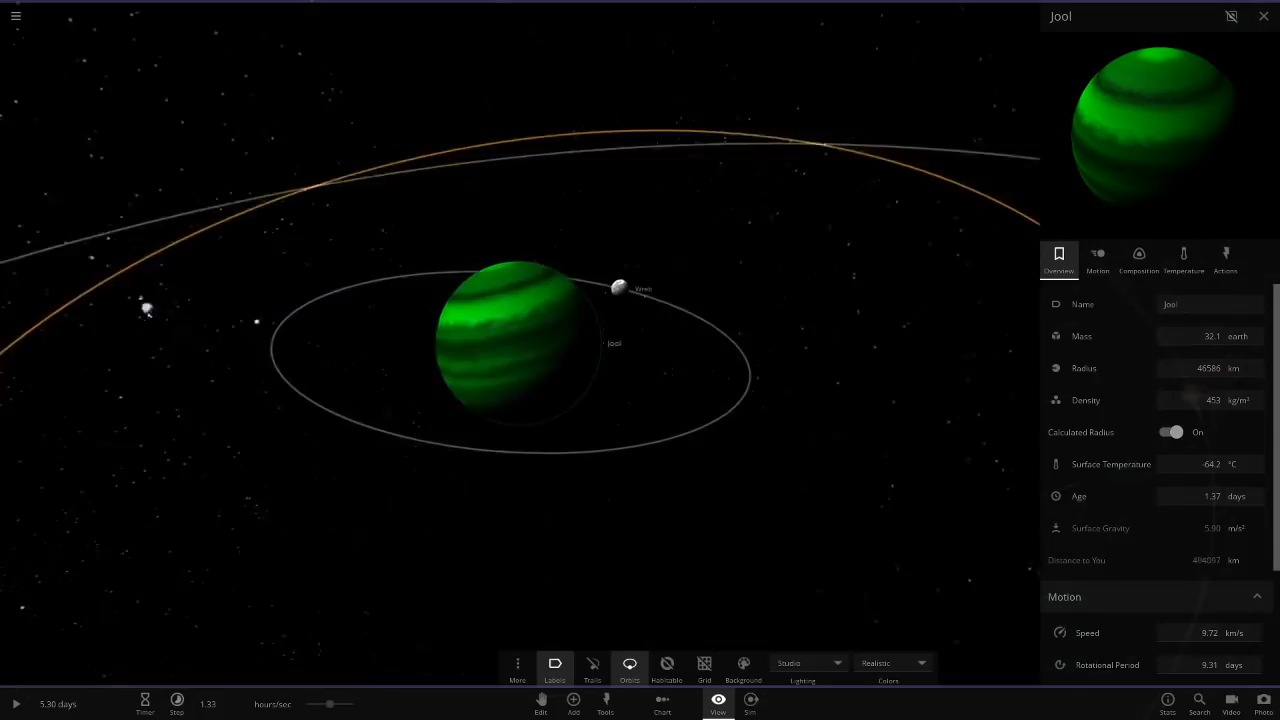 Jool
Wreb
Jool
Overview
Motion
Composition
Temperature
Actions
Name Jool
Mass 32.1 earth
Radius 46586 km
Density 453 kg/m³
Calculated Radius On
Surface Temperature -64.2 °C
Age 1.37 days
Surface Gravity 5.90 m/s²
Distance to You 484097 km
Motion
Speed 9.72 km/s
Rotational Period 9.31 days
More
Labels
Trails
Orbits
Habitable
Grid
Background
Studio
Lighting
Realistic
Colors
5.30 days
Timer
Step
1.33 hours/sec
Edit
Add
Tools
Chart
View
Sim
Stats
Search
Video
Photo